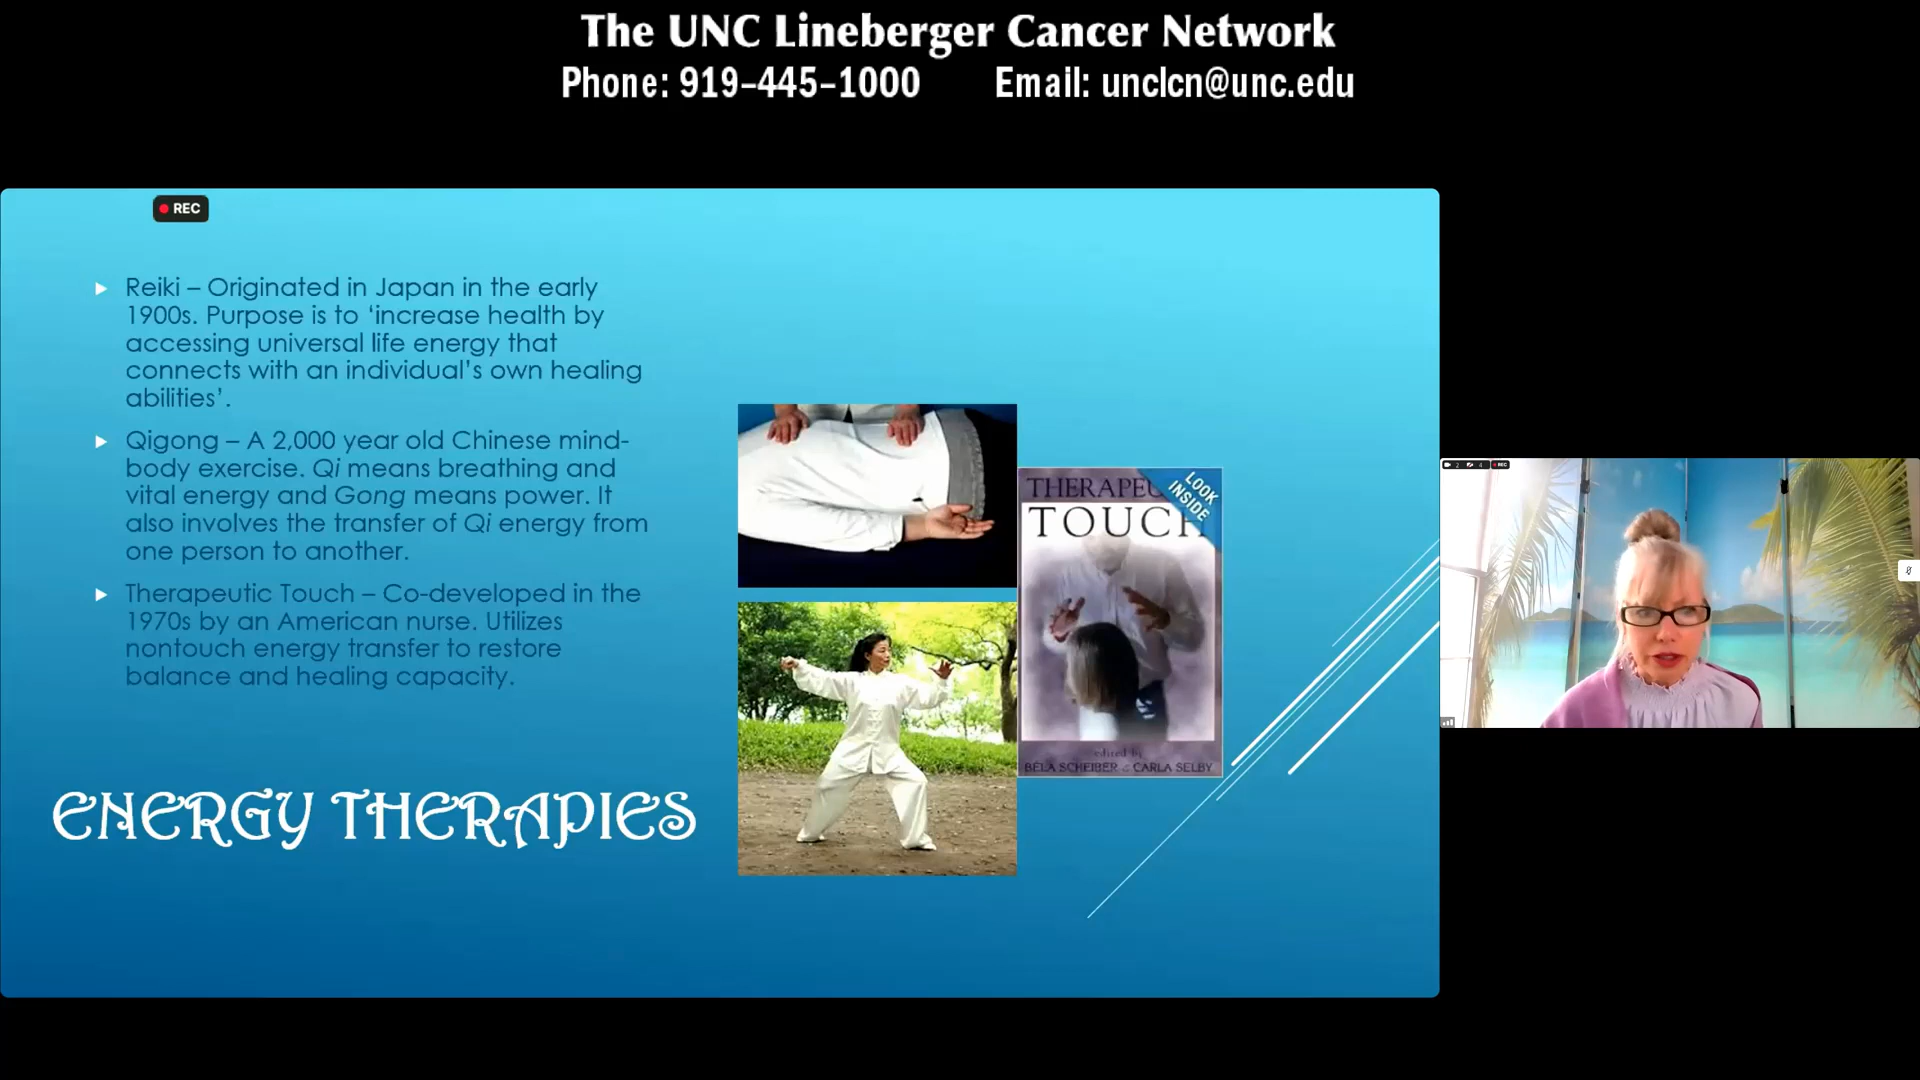 The UNC Lineberger Cancer Network
Phone: 919-445-1000 Email: unclcn@unc.edu
REC
Reiki – Originated in Japan in the early
1900s. Purpose is to ‘increase health by
accessing universal life energy that
connects with an individual’s own healing
abilities’.
Qigong – A 2,000 year old Chinese mind-
body exercise. Qi means breathing and
vital energy and Gong means power. It
also involves the transfer of Qi energy from
one person to another.
Therapeutic Touch – Co-developed in the
1970s by an American nurse. Utilizes
nontouch energy transfer to restore
balance and healing capacity.
ENERGY THERAPIES
LOOK
INSIDE
TOUCH
edited by
BÉLA SCHEIBER & CARLA SELBY
2 4 REC